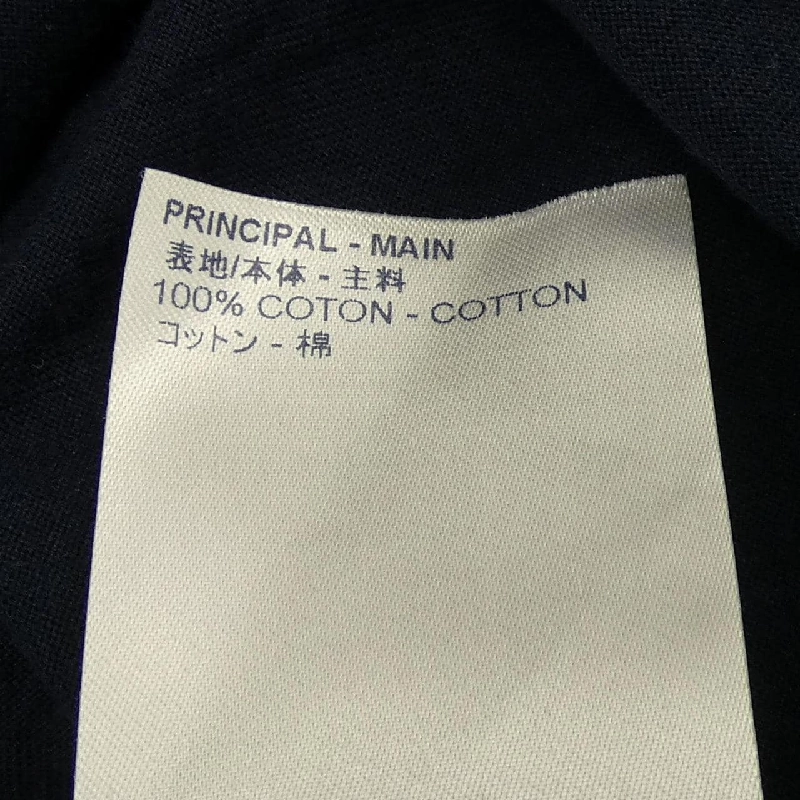 PRINCIPAL - MAIN
表地/本体 - 主料
100% COTON - COTTON
コットン - 棉